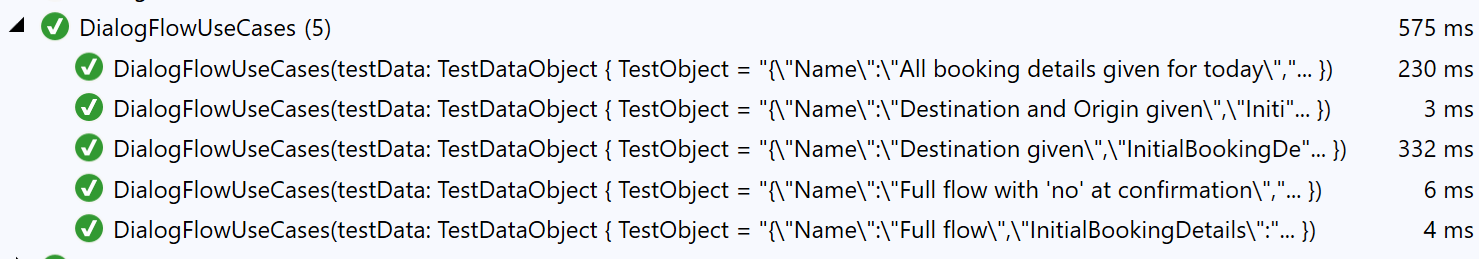 DialogFlowUseCases (5) 575 ms
DialogFlowUseCases(testData: TestDataObject { TestObject = "{\"Name\":\"All booking details given for today\","... }) 230 ms
DialogFlowUseCases(testData: TestDataObject { TestObject = "{\"Name\":\"Destination and Origin given\",\"Initi"... }) 3 ms
DialogFlowUseCases(testData: TestDataObject { TestObject = "{\"Name\":\"Destination given\",\"InitialBookingDe"... }) 332 ms
DialogFlowUseCases(testData: TestDataObject { TestObject = "{\"Name\":\"Full flow with 'no' at confirmation\","... }) 6 ms
DialogFlowUseCases(testData: TestDataObject { TestObject = "{\"Name\":\"Full flow\",\"InitialBookingDetails\":"... }) 4 ms